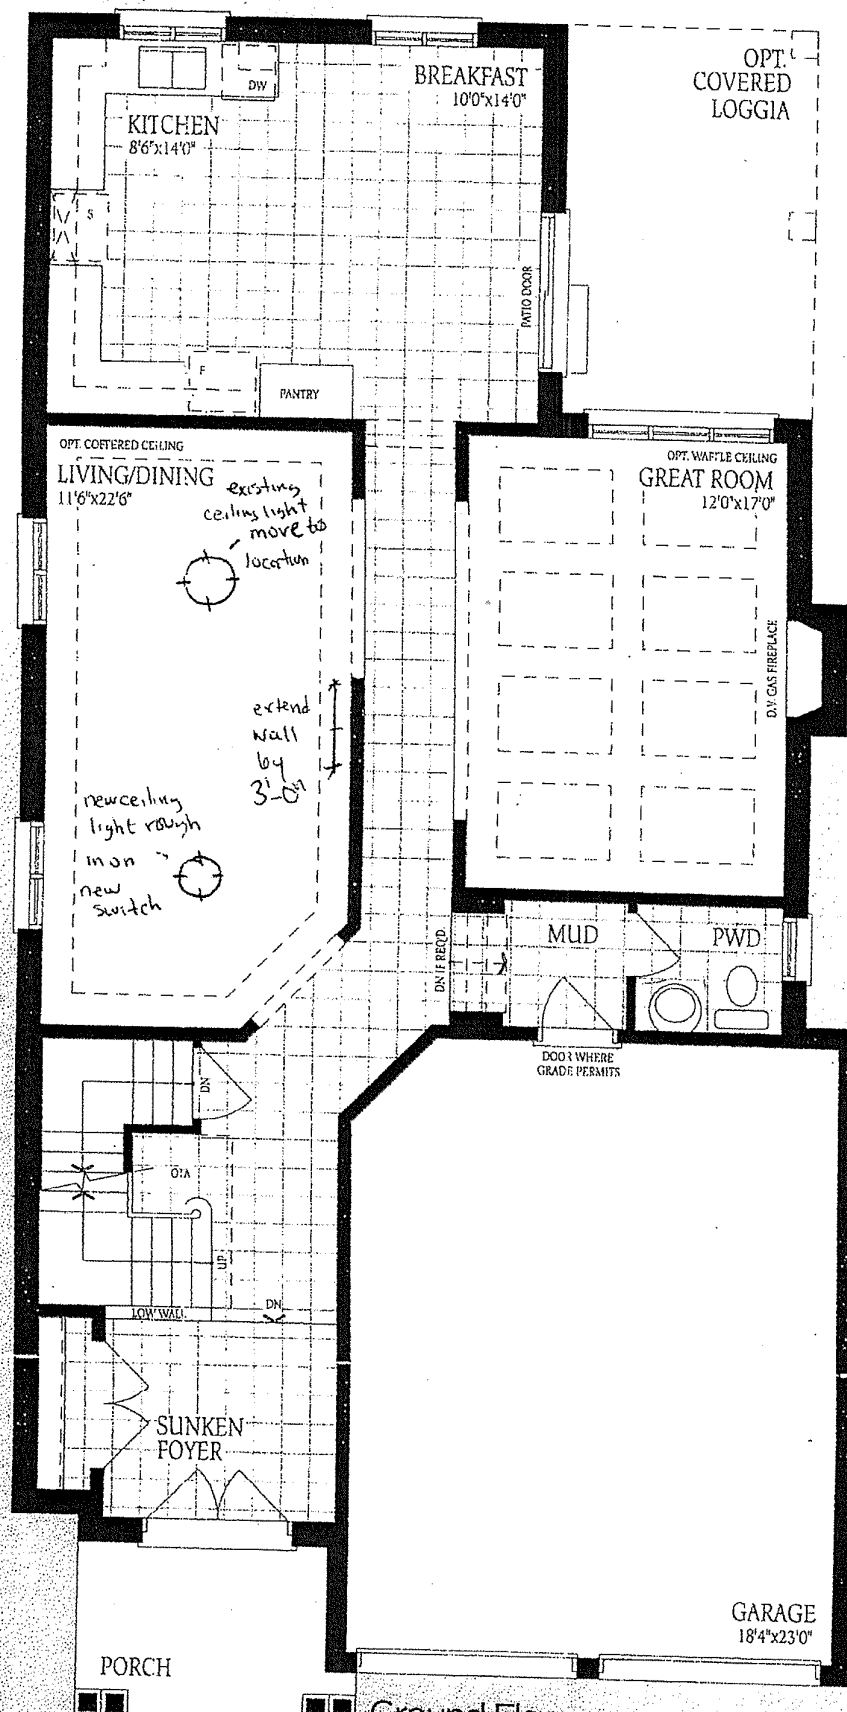 OPT.
COVERED
LOGGIA
BREAKFAST
10'0"x14'0"
DW
KITCHEN
8'6"x14'0"
S
PATIO DOOR
F
PANTRY
OPT. COFFERED CEILING
LIVING/DINING
11'6"x22'6"
existing
ceiling light
move to
location
OPT. WAFFLE CEILING
GREAT ROOM
12'0"x17'0"
D.V. GAS FIREPLACE
extend
wall
by
3'-0"
new ceiling
light rough
in on
new
switch
MUD
PWD
DN IF REQ'D.
DOOR WHERE
GRADE PERMITS
DN
OTA
UP
DN
LOW WALL
SUNKEN
FOYER
GARAGE
18'4"x23'0"
PORCH